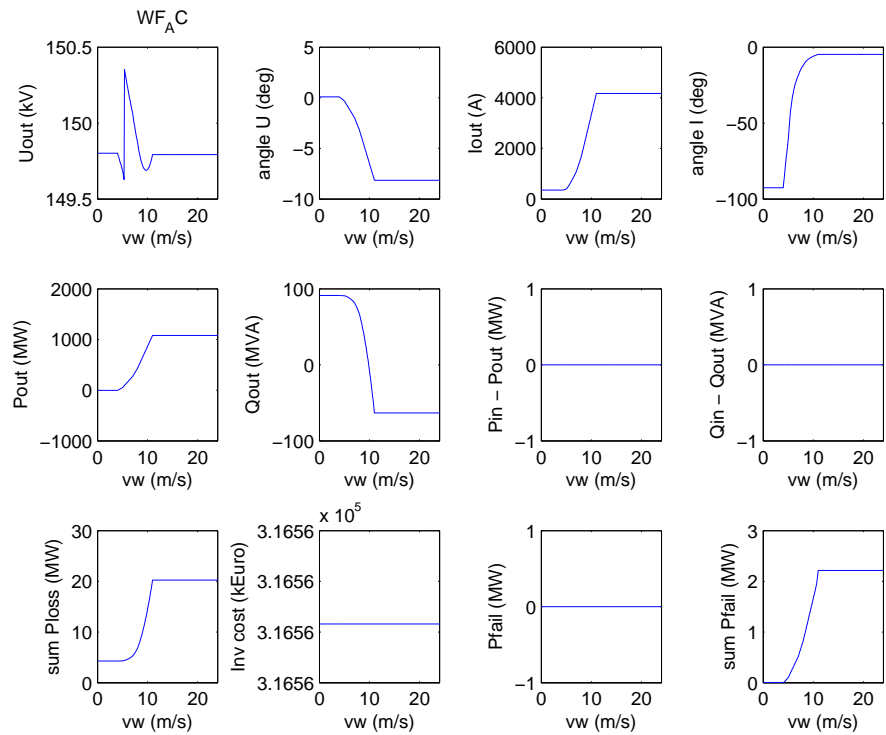 WF_AC
150.5
150
149.5
Uout (kV)
0 10 20
vw (m/s)
5
0
−5
−10
angle U (deg)
0 10 20
vw (m/s)
6000
4000
2000
0
Iout (A)
0 10 20
vw (m/s)
0
−50
−100
angle I (deg)
0 10 20
vw (m/s)
2000
1000
0
−1000
Pout (MW)
0 10 20
vw (m/s)
100
0
−100
Qout (MVA)
0 10 20
vw (m/s)
1
0
−1
Pin − Pout (MW)
0 10 20
vw (m/s)
1
0
−1
Qin − Qout (MVA)
0 10 20
vw (m/s)
30
20
10
0
sum Ploss (MW)
0 10 20
vw (m/s)
x 10^5
3.1656
3.1656
3.1656
3.1656
Inv cost (kEuro)
0 10 20
vw (m/s)
1
0
−1
Pfail (MW)
0 10 20
vw (m/s)
3
2
1
0
sum Pfail (MW)
0 10 20
vw (m/s)